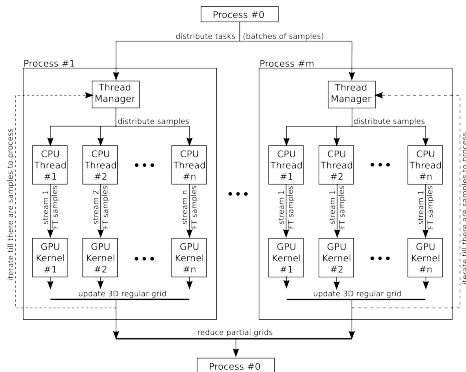 Process #0
distribute tasks (batches of samples)
Process #1
Process #m
Thread
Manager
Thread
Manager
distribute samples
distribute samples
CPU
Thread
#1
CPU
Thread
#2
CPU
Thread
#n
CPU
Thread
#1
CPU
Thread
#2
CPU
Thread
#n
iterate till there are samples to process
stream 1
FT samples
stream 2
FT samples
stream n
FT samples
stream 1
FT samples
stream 1
FT samples
stream 1
FT samples
iterate till there are samples to process
GPU
Kernel
#1
GPU
Kernel
#2
GPU
Kernel
#n
GPU
Kernel
#1
GPU
Kernel
#2
GPU
Kernel
#n
update 3D regular grid
update 3D regular grid
reduce partial grids
Process #0